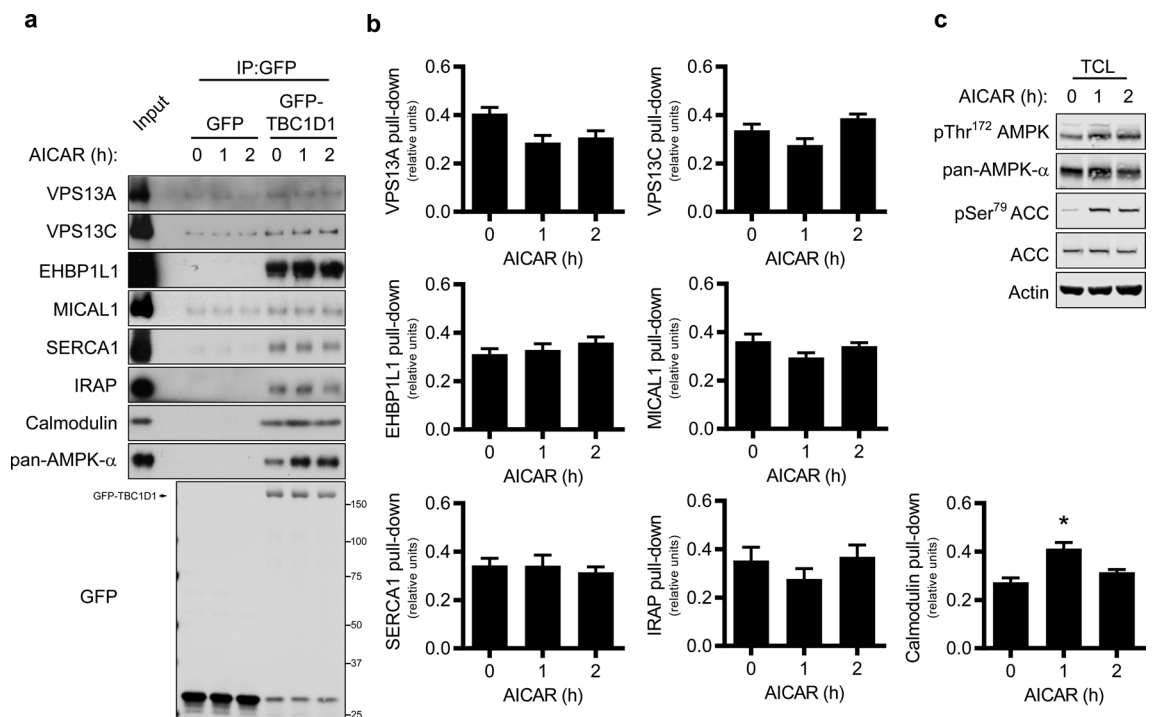 a
IP:GFP
Input
GFP
GFP-
TBC1D1
AICAR (h): 0 1 2 0 1 2
VPS13A
VPS13C
EHBP1L1
MICAL1
SERCA1
IRAP
Calmodulin
pan-AMPK-α
GFP-TBC1D1
GFP
-150
-100
-75
-50
-37
-25
b
VPS13A pull-down
(relative units)
0.6
0.4
0.2
0.0
0 1 2
AICAR (h)
VPS13C pull-down
(relative units)
0.6
0.4
0.2
0.0
0 1 2
AICAR (h)
EHBP1L1 pull-down
(relative units)
0.6
0.4
0.2
0.0
0 1 2
AICAR (h)
MICAL1 pull-down
(relative units)
0.6
0.4
0.2
0.0
0 1 2
AICAR (h)
SERCA1 pull-down
(relative units)
0.6
0.4
0.2
0.0
0 1 2
AICAR (h)
IRAP pull-down
(relative units)
0.6
0.4
0.2
0.0
0 1 2
AICAR (h)
Calmodulin pull-down
(relative units)
0.6
0.4
0.2
0.0
*
0 1 2
AICAR (h)
c
TCL
AICAR (h): 0 1 2
pThr172 AMPK
pan-AMPK-α
pSer79 ACC
ACC
Actin